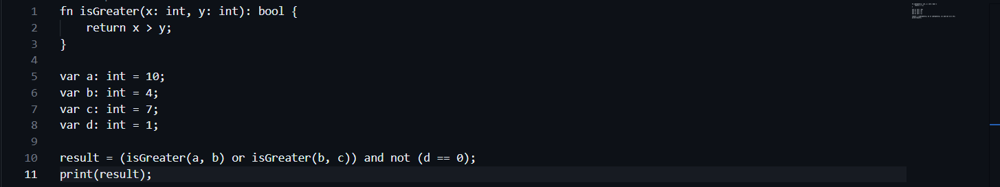 1 fn isGreater(x: int, y: int): bool {
2     return x > y;
3 }
4
5 var a: int = 10;
6 var b: int = 4;
7 var c: int = 7;
8 var d: int = 1;
9
10 result = (isGreater(a, b) or isGreater(b, c)) and not (d == 0);
11 print(result);